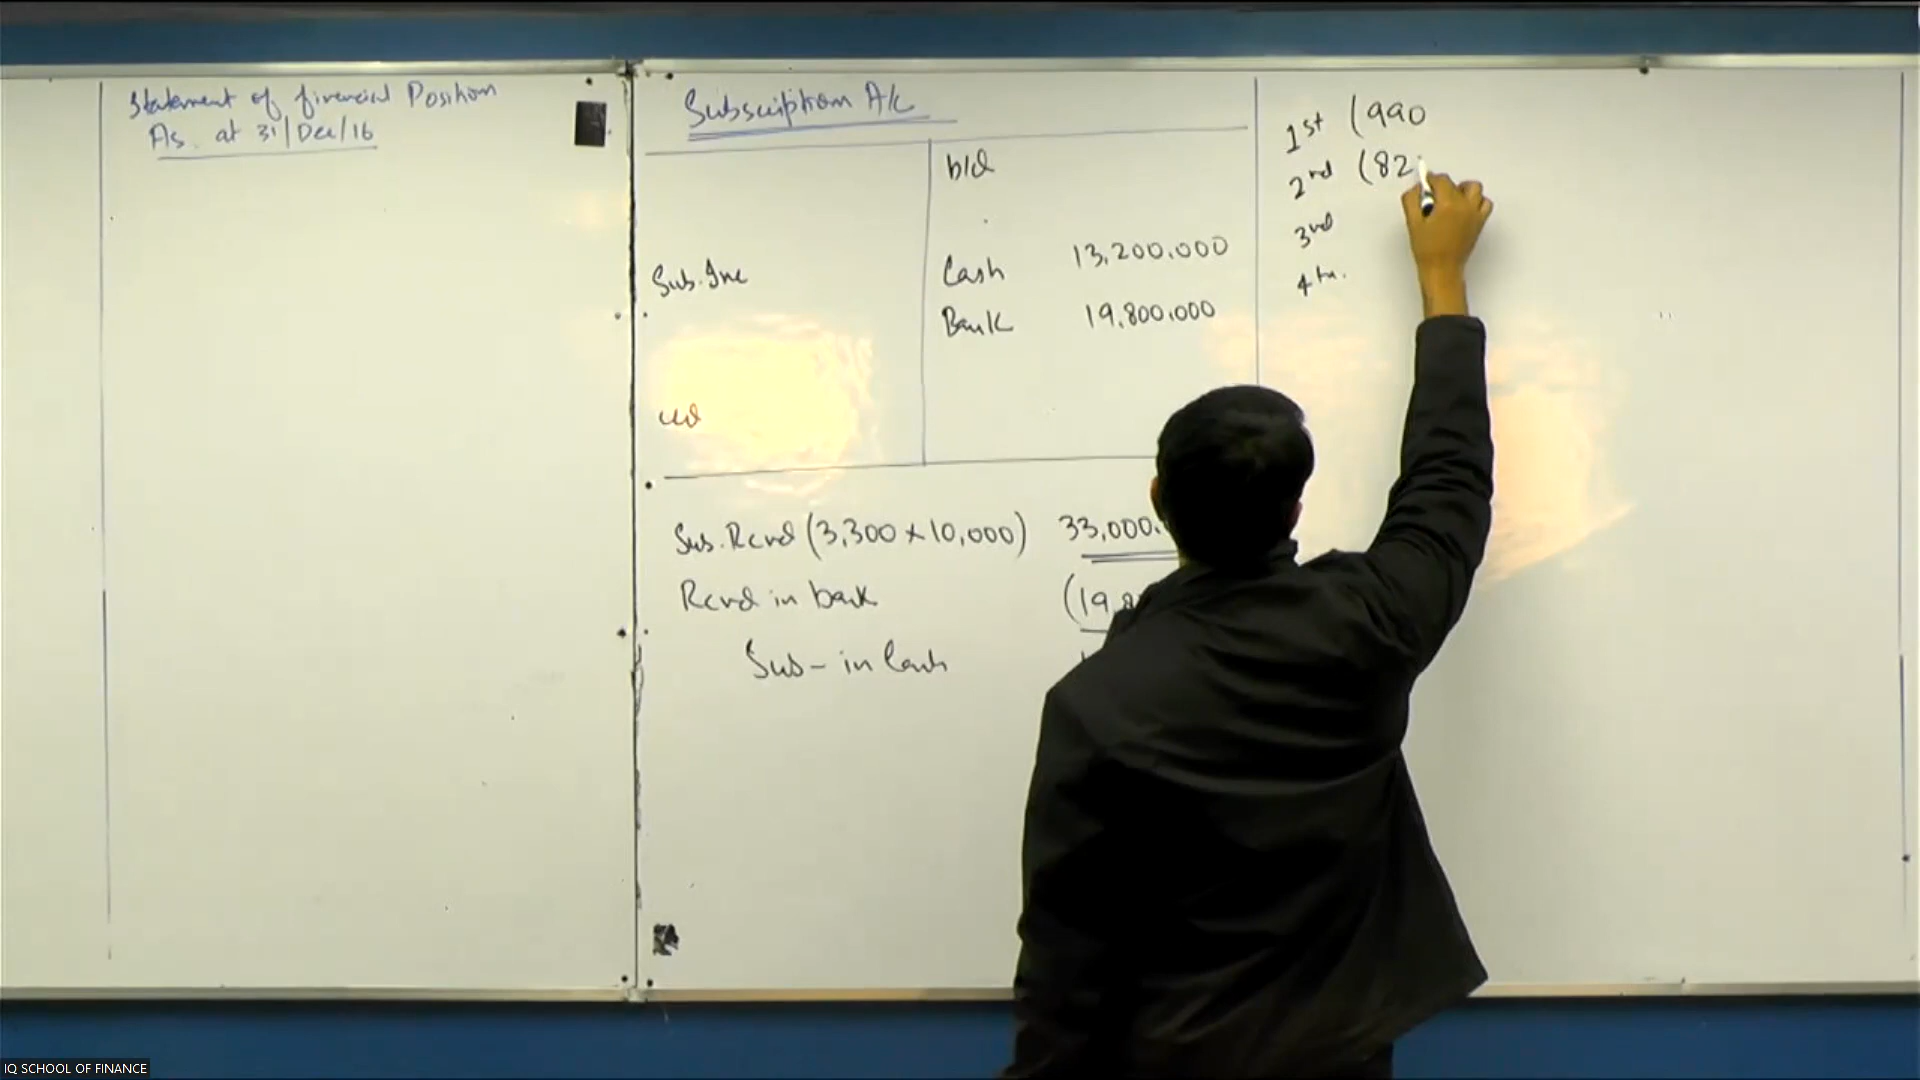 Statement of financial Position
As. at 31/Dec/16
Subscription A/c
b/d
Sub. Inc
Cash 13,200,000
Bank 19,800,000
c/d
Sub. Rcvd (3,300 x 10,000) 33,000,
Rcvd in bank (19,8
Sub - in Cash
1st (990
2nd (82
3rd
4th.
IQ SCHOOL OF FINANCE